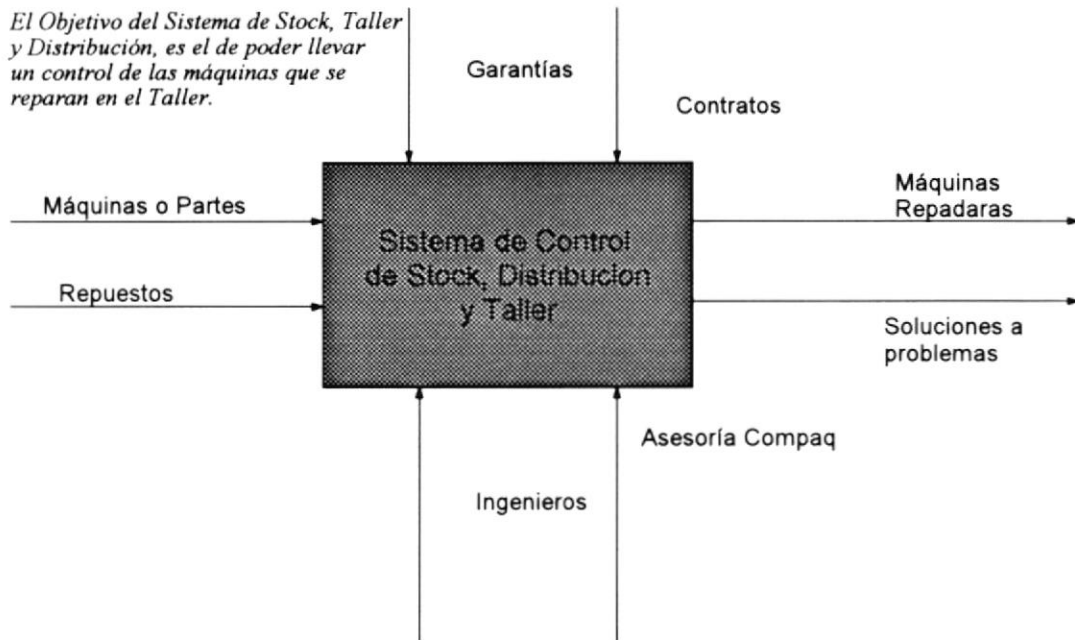 El Objetivo del Sistema de Stock, Taller
y Distribución, es el de poder llevar
un control de las máquinas que se
reparan en el Taller.
Garantías
Contratos
Máquinas o Partes
Repuestos
Sistema de Control
de Stock, Distribucion
y Taller
Máquinas
Repadaras
Soluciones a
problemas
Asesoría Compaq
Ingenieros